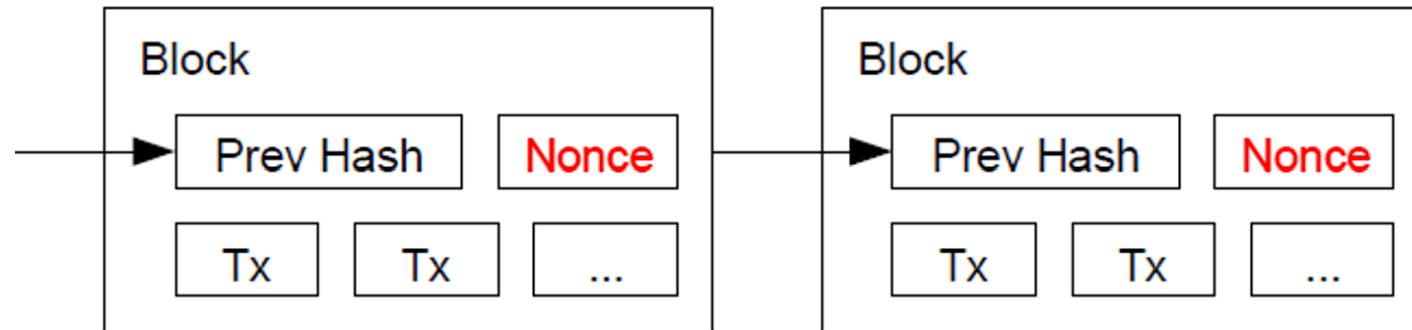 Block
Prev Hash Nonce
Tx Tx ...
Block
Prev Hash Nonce
Tx Tx ...